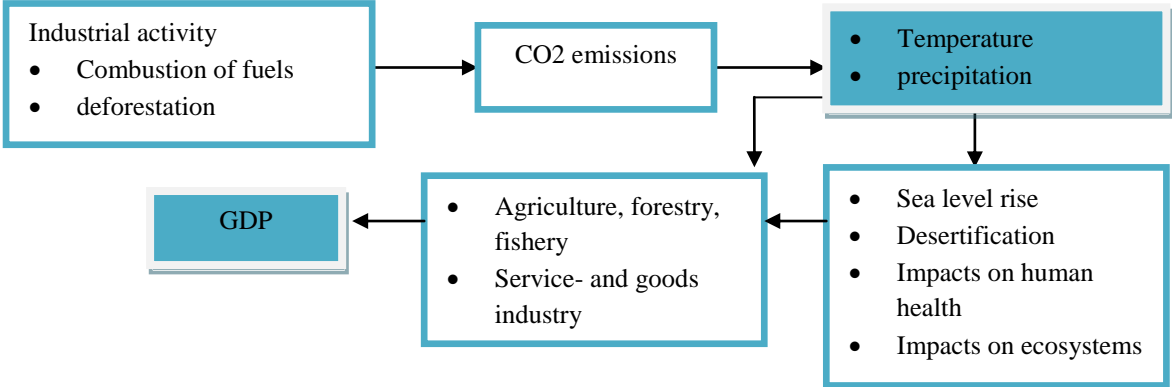 Industrial activity
• Combustion of fuels
• deforestation
CO2 emissions
• Temperature
• precipitation
GDP
• Agriculture, forestry,
fishery
• Service- and goods
industry
• Sea level rise
• Desertification
• Impacts on human
health
• Impacts on ecosystems